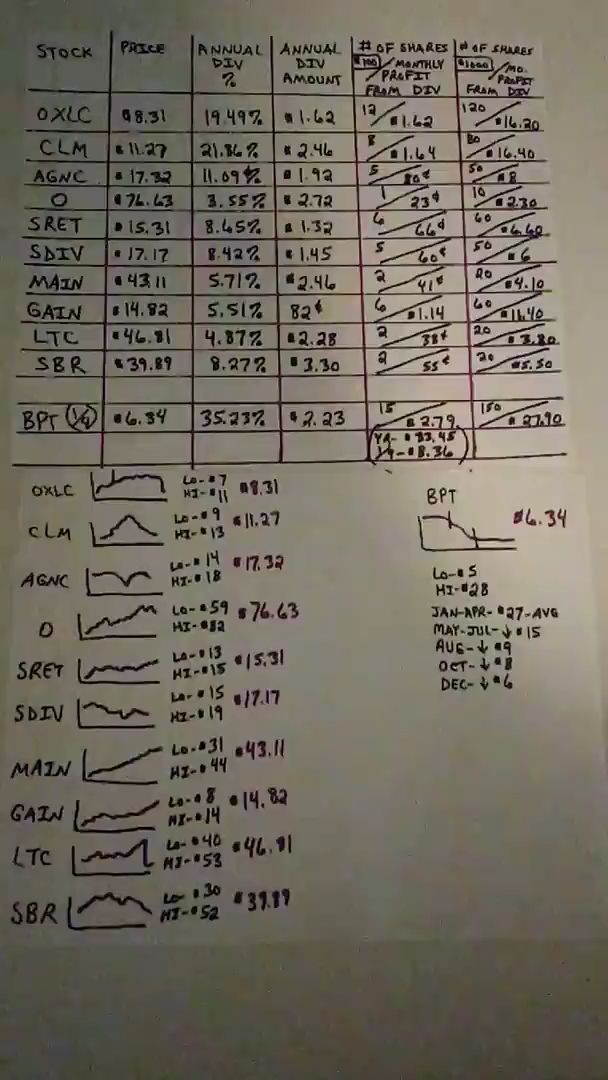 STOCK PRICE ANNUAL DIV % ANNUAL DIV AMOUNT # OF SHARES $100 / MONTHLY PROFIT FROM DIV # OF SHARES $1000 / MO. PROFIT FROM DIV
OXLC $8.31 19.49% $1.62 12/$1.62 120/$16.20
CLM $11.27 21.86% $2.46 8/$1.64 80/$16.40
AGNC $17.32 11.09% $1.92 5/80¢ 50/$8
O $76.63 3.55% $2.72 1/23¢ 10/$2.30
SRET $15.31 8.65% $1.32 6/66¢ 60/$6.60
SDIV $17.17 8.42% $1.45 5/60¢ 50/$6
MAIN $43.11 5.71% $2.46 2/41¢ 20/$4.10
GAIN $14.82 5.51% 82¢ 6/$1.14 60/$11.40
LTC $46.81 4.87% $2.28 2/38¢ 20/$3.80
SBR $39.89 8.27% $3.30 2/55¢ 20/$5.50
BPT (1/4) $6.34 35.23% $2.23 15/$2.79 150/$27.90
(YR- $33.45
1/4- $8.36)
OXLC LO-$7 HI-$11 $8.31
CLM LO-$9 HI-$13 $11.27
AGNC LO-$14 HI-$18 $17.32
O LO-$59 HI-$82 $76.63
SRET LO-$13 HI-$15 $15.31
SDIV LO-$15 HI-$19 $17.17
MAIN LO-$31 HI-$44 $43.11
GAIN LO-$8 HI-$14 $14.82
LTC LO-$40 HI-$53 $46.81
SBR LO-$30 HI-$52 $39.89
BPT
$6.34
LO-$5
HI-$28
JAN-APR-$27-AVG
MAY-JUL-↓$15
AUG-↓$9
OCT-↓$8
DEC-↓$6